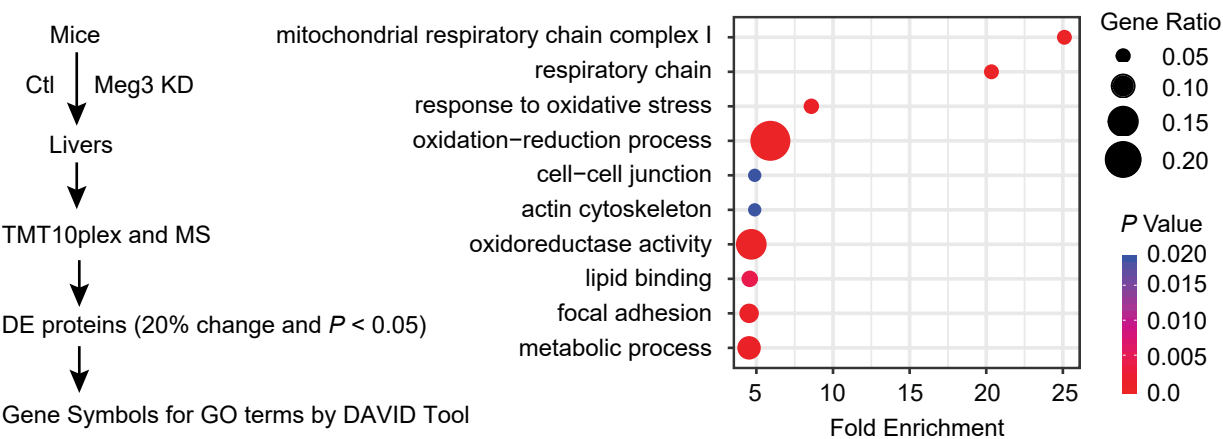 Mice
Ctl Meg3 KD
Livers
TMT10plex and MS
DE proteins (20% change and P < 0.05)
Gene Symbols for GO terms by DAVID Tool
mitochondrial respiratory chain complex I
respiratory chain
response to oxidative stress
oxidation−reduction process
cell−cell junction
actin cytoskeleton
oxidoreductase activity
lipid binding
focal adhesion
metabolic process
5 10 15 20 25
Fold Enrichment
Gene Ratio
0.05
0.10
0.15
0.20
P Value
0.020
0.015
0.010
0.005
0.0